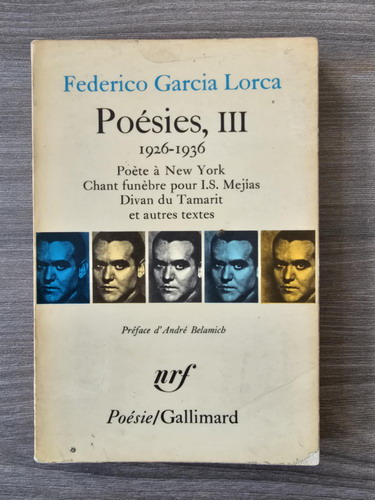 Federico Garcia Lorca
Poésies, III
1926-1936
Poète à New York
Chant funèbre pour I.S. Mejias
Divan du Tamarit
et autres textes
Préface d'André Belamich
nrf
Poésie/Gallimard